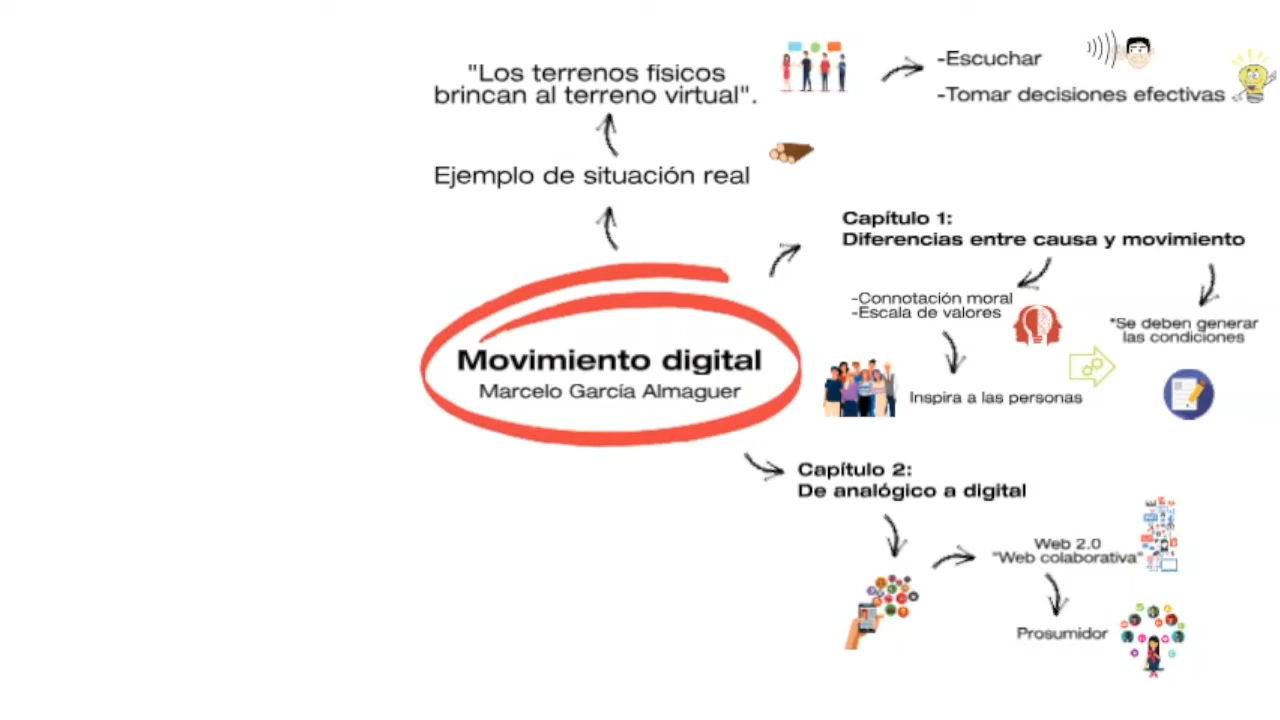 "Los terrenos físicos
brincan al terreno virtual".
-Escuchar
-Tomar decisiones efectivas
Ejemplo de situación real
Capítulo 1:
Diferencias entre causa y movimiento
-Connotación moral
-Escala de valores
*Se deben generar
las condiciones
Inspira a las personas
Movimiento digital
Marcelo García Almaguer
Capítulo 2:
De analógico a digital
Web 2.0
"Web colaborativa"
Prosumidor